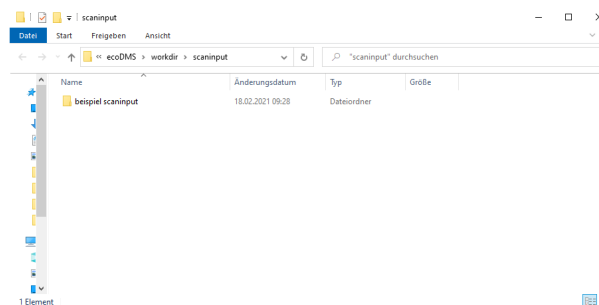 scaninput
Datei Start Freigeben Ansicht
« ecoDMS › workdir › scaninput "scaninput" durchsuchen
Name Änderungsdatum Typ Größe
beispiel scaninput 18.02.2021 09:28 Dateiordner
1 Element